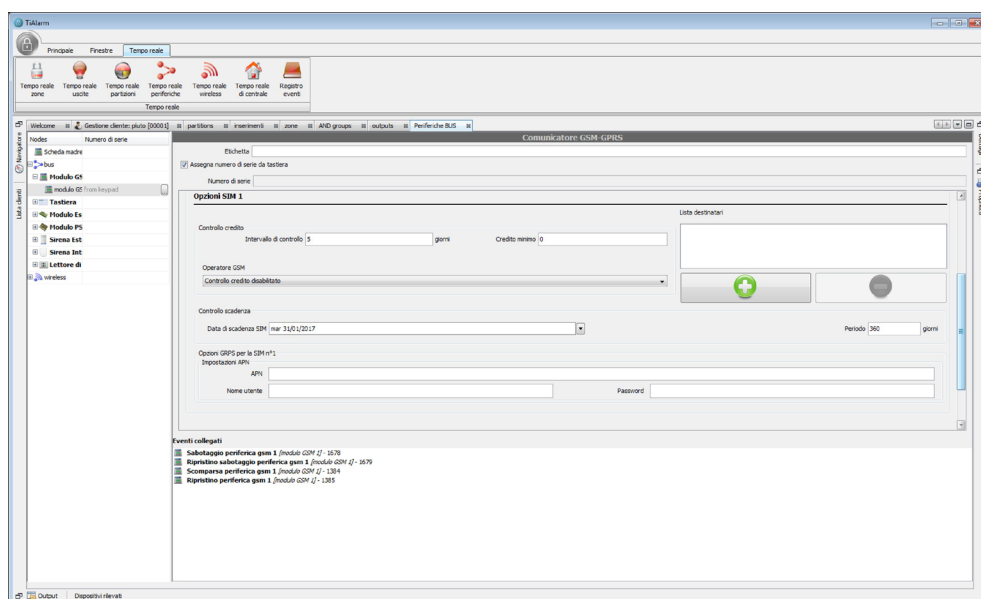 TiAlarm
Principale Finestre Tempo reale
Tempo reale zone
Tempo reale uscite
Tempo reale partizioni
Tempo reale periferiche
Tempo reale wireless
Tempo reale di centrale
Registro eventi
Tempo reale
Welcome Gestione cliente: pluto [00001] partitions inserimenti zone AND groups outputs Periferiche BUS
Navigatore
Lista clienti
Nodes Numero di serie
Scheda madre
bus
Modulo GS
modulo GS from keypad
Tastiera
Modulo Es
Modulo PS
Sirena Est
Sirena Int
Lettore di
wireless
Comunicatore GSM-GPRS
Etichetta
Assegna numero di serie da tastiera
Numero di serie
Opzioni SIM 1
Lista destinatari
Controllo credito
Intervallo di controllo 5 giorni Credito minimo 0
Operatore GSM
Controllo credito disabilitato
Controllo scadenza
Data di scadenza SIM mar 31/01/2017 Periodo 360 giorni
Opzioni GRPS per la SIM n°1
Impostazioni APN
APN
Nome utente Password
Eventi collegati
Sabotaggio periferica gsm 1 [modulo GSM 1] - 1678
Ripristino sabotaggio periferica gsm 1 [modulo GSM 1] - 1679
Scomparsa periferica gsm 1 [modulo GSM 1] - 1384
Ripristino periferica gsm 1 [modulo GSM 1] - 1385
Output Dispositivi rilevati